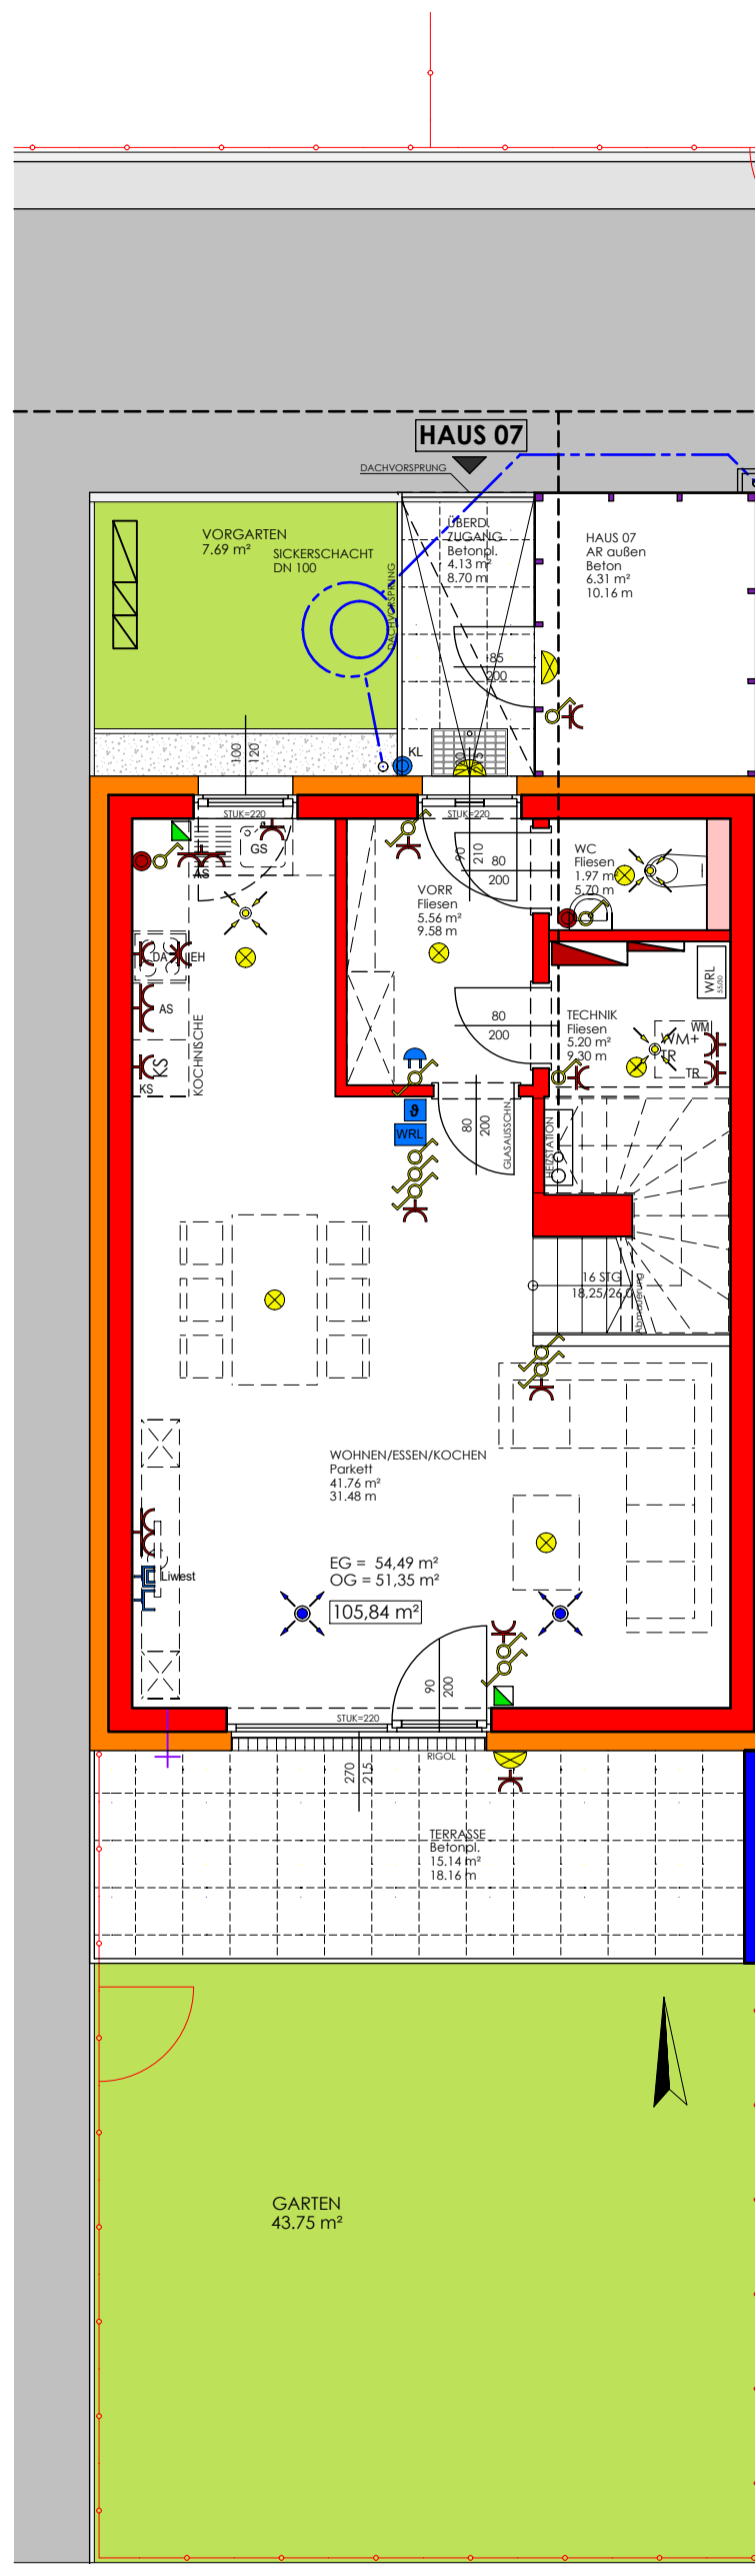 HAUS 07
DACHVORSPRUNG
VORGARTEN
7.69 m²
SICKERSCHACHT
DN 100
DACHVORSPRUNG
ÜBERD.
ZUGANG
Betonpl.
4.13 m²
8.70 m
HAUS 07
AR außen
Beton
6.31 m²
10.16 m
85
200
100
120
KL
STUK=220
STUK=220
GS
AS
90
210
80
200
WC
Fliesen
1.97 m²
5.70 m
VORR
Fliesen
5.56 m²
9.58 m
DA
EH
AS
KS
KS
KOCHNISCHE
WRL
55/50
80
200
TECHNIK
Fliesen
5.20 m²
9.30 m
WM
WM+
TR
TR
80
200
GLASAUSSCHN
HEIZSTATION
ϑ
WRL
16 STG
18,25/26,0
Abmauerung
WOHNEN/ESSEN/KOCHEN
Parkett
41.76 m²
31.48 m
EG = 54,49 m²
OG = 51,35 m²
105,84 m²
Liwest
90
200
STUK=220
RIGOL
270
215
TERRASSE
Betonpl.
15.14 m²
18.16 m
GARTEN
43.75 m²